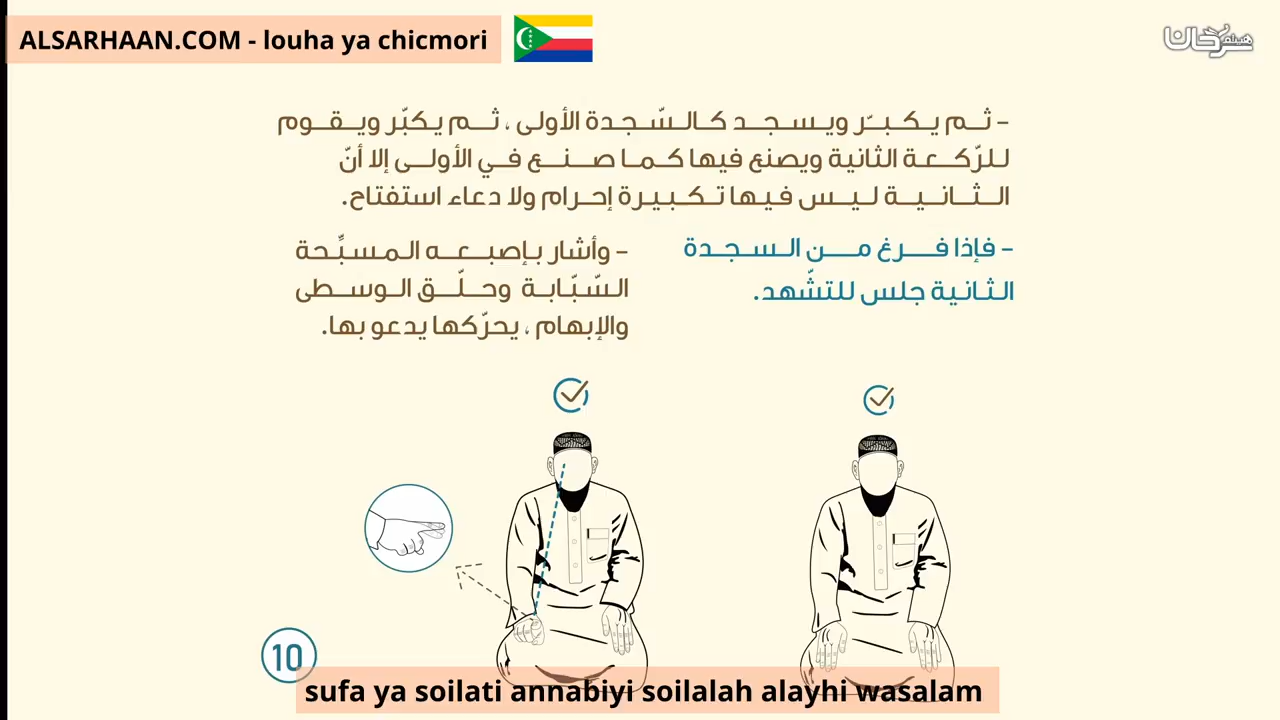 ALSARHAAN.COM - louha ya chicmori
هيثم سرحان
- ثم يكبّر ويسجد كالسّجدة الأولى، ثم يكبّر ويقوم
للرّكعة الثانية ويصنع فيها كما صنع في الأولى إلا أنّ
الثانية ليس فيها تكبيرة إحرام ولا دعاء استفتاح.
- فإذا فرغ من السجدة
الثانية جلس للتشّهد.
- وأشار بإصبعه المسبِّحة
السّبّابة وحلّق الوسطى
والإبهام، يحرّكها يدعو بها.
10
sufa ya soilati annabiyi soilalah alayhi wasalam